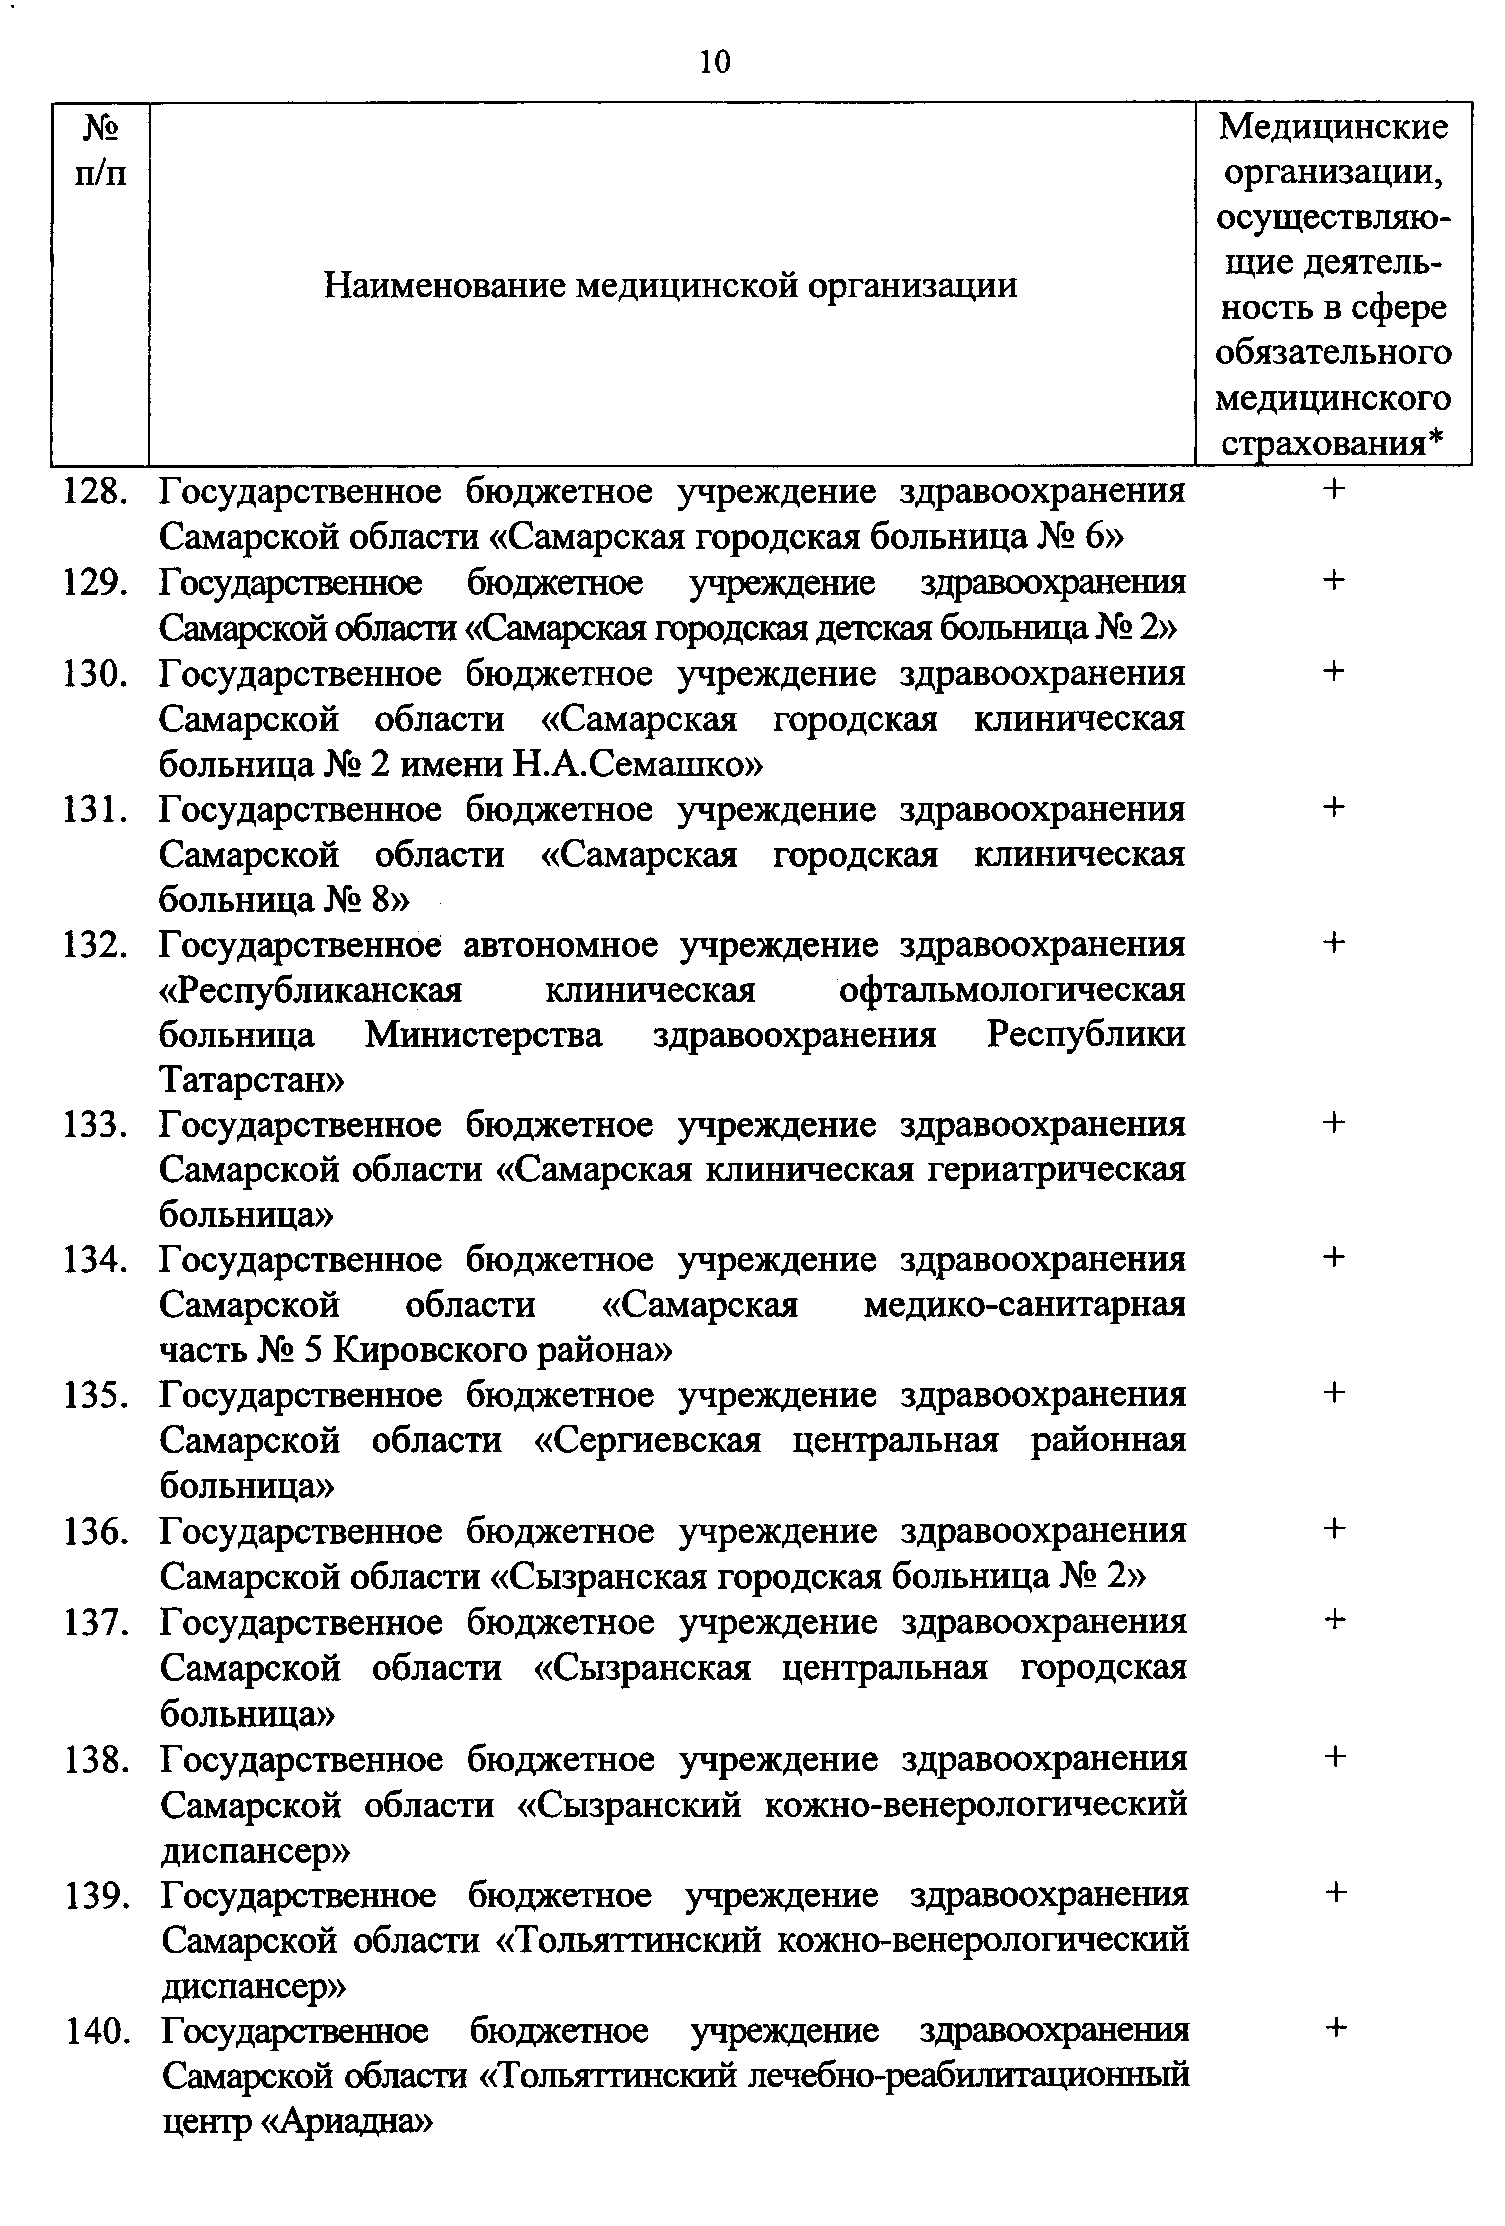 10
№
п/п
Наименование медицинской организации
Медицинские
организации,
осуществляю-
щие деятель-
ность в сфере
обязательного
медицинского
страхования*
128. Государственное бюджетное учреждение здравоохранения +
Самарской области «Самарская городская больница № 6»
129. Государственное бюджетное учреждение здравоохранения +
Самарской области «Самарская городская детская больница № 2»
130. Государственное бюджетное учреждение здравоохранения +
Самарской области «Самарская городская клиническая
больница № 2 имени Н.А.Семашко»
131. Государственное бюджетное учреждение здравоохранения +
Самарской области «Самарская городская клиническая
больница № 8»
132. Государственное автономное учреждение здравоохранения +
«Республиканская клиническая офтальмологическая
больница Министерства здравоохранения Республики
Татарстан»
133. Государственное бюджетное учреждение здравоохранения +
Самарской области «Самарская клиническая гериатрическая
больница»
134. Государственное бюджетное учреждение здравоохранения +
Самарской области «Самарская медико-санитарная
часть № 5 Кировского района»
135. Государственное бюджетное учреждение здравоохранения +
Самарской области «Сергиевская центральная районная
больница»
136. Государственное бюджетное учреждение здравоохранения +
Самарской области «Сызранская городская больница № 2»
137. Государственное бюджетное учреждение здравоохранения +
Самарской области «Сызранская центральная городская
больница»
138. Государственное бюджетное учреждение здравоохранения +
Самарской области «Сызранский кожно-венерологический
диспансер»
139. Государственное бюджетное учреждение здравоохранения +
Самарской области «Тольяттинский кожно-венерологический
диспансер»
140. Государственное бюджетное учреждение здравоохранения +
Самарской области «Тольяттинский лечебно-реабилитационный
центр «Ариадна»